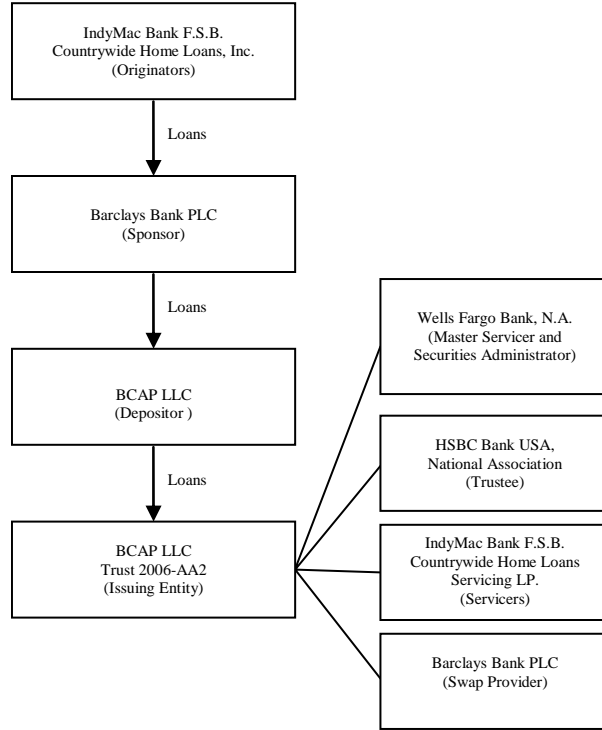 IndyMac Bank F.S.B.
Countrywide Home Loans, Inc.
(Originators)
Loans
Barclays Bank PLC
(Sponsor)
Loans
BCAP LLC
(Depositor )
Loans
BCAP LLC
Trust 2006-AA2
(Issuing Entity)
Wells Fargo Bank, N.A.
(Master Servicer and
Securities Administrator)
HSBC Bank USA,
National Association
(Trustee)
IndyMac Bank F.S.B.
Countrywide Home Loans
Servicing LP.
(Servicers)
Barclays Bank PLC
(Swap Provider)